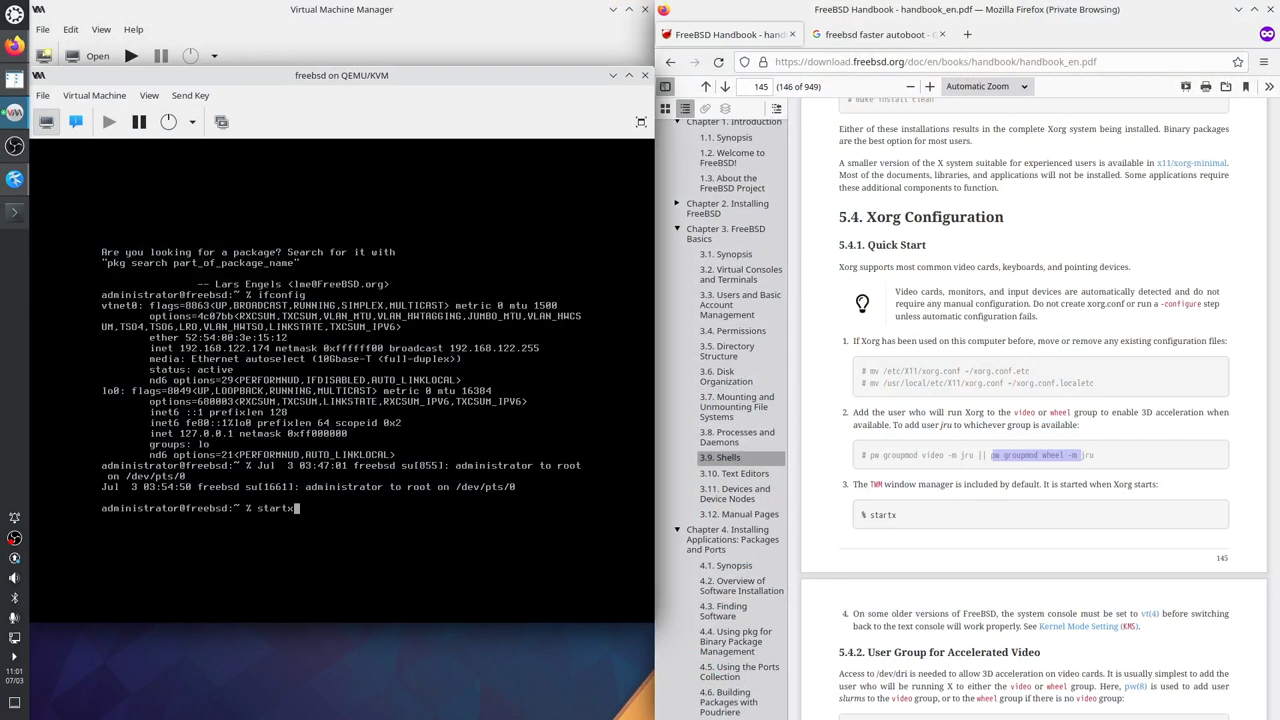 Virtual Machine Manager
File Edit View Help
Open
freebsd on QEMU/KVM
File Virtual Machine View Send Key
Are you looking for a package? Search for it with
"pkg search part_of_package_name"
-- Lars Engels <lme@FreeBSD.org>
administrator@freebsd:~ % ifconfig
vtnet0: flags=8863<UP,BROADCAST,RUNNING,SIMPLEX,MULTICAST> metric 0 mtu 1500
options=4c07bb<RXCSUM,TXCSUM,VLAN_MTU,VLAN_HWTAGGING,JUMBO_MTU,VLAN_HWCS
UM,TSO4,TSO6,LRO,VLAN_HWTSO,LINKSTATE,TXCSUM_IPV6>
ether 52:54:00:3e:15:12
inet 192.168.122.174 netmask 0xffffff00 broadcast 192.168.122.255
media: Ethernet autoselect (10Gbase-T <full-duplex>)
status: active
nd6 options=29<PERFORMNUD,IFDISABLED,AUTO_LINKLOCAL>
lo0: flags=8049<UP,LOOPBACK,RUNNING,MULTICAST> metric 0 mtu 16384
options=680003<RXCSUM,TXCSUM,LINKSTATE,RXCSUM_IPV6,TXCSUM_IPV6>
inet6 ::1 prefixlen 128
inet6 fe80::1%lo0 prefixlen 64 scopeid 0x2
inet 127.0.0.1 netmask 0xff000000
groups: lo
nd6 options=21<PERFORMNUD,AUTO_LINKLOCAL>
administrator@freebsd:~ % Jul  3 03:47:01 freebsd su[855]: administrator to root
on /dev/pts/0
Jul  3 03:54:50 freebsd su[1661]: administrator to root on /dev/pts/0
administrator@freebsd:~ % startx
11:01
07/03
FreeBSD Handbook - handbook_en.pdf — Mozilla Firefox (Private Browsing)
FreeBSD Handbook - hand
freebsd faster autoboot - G
https://download.freebsd.org/doc/en/books/handbook/handbook_en.pdf
145 (146 of 949) Automatic Zoom
Chapter 1. Introduction
1.1. Synopsis
1.2. Welcome to
FreeBSD!
1.3. About the
FreeBSD Project
Chapter 2. Installing
FreeBSD
Chapter 3. FreeBSD
Basics
3.1. Synopsis
3.2. Virtual Consoles
and Terminals
3.3. Users and Basic
Account
Management
3.4. Permissions
3.5. Directory
Structure
3.6. Disk
Organization
3.7. Mounting and
Unmounting File
Systems
3.8. Processes and
Daemons
3.9. Shells
3.10. Text Editors
3.11. Devices and
Device Nodes
3.12. Manual Pages
Chapter 4. Installing
Applications: Packages
and Ports
4.1. Synopsis
4.2. Overview of
Software Installation
4.3. Finding
Software
4.4. Using pkg for
Binary Package
Management
4.5. Using the Ports
Collection
4.6. Building
Packages with
Poudriere
# make install clean
Either of these installations results in the complete Xorg system being installed. Binary packages
are the best option for most users.
A smaller version of the X system suitable for experienced users is available in x11/xorg-minimal.
Most of the documents, libraries, and applications will not be installed. Some applications require
these additional components to function.
5.4. Xorg Configuration
5.4.1. Quick Start
Xorg supports most common video cards, keyboards, and pointing devices.
Video cards, monitors, and input devices are automatically detected and do not
require any manual configuration. Do not create xorg.conf or run a -configure step
unless automatic configuration fails.
1. If Xorg has been used on this computer before, move or remove any existing configuration files:
# mv /etc/X11/xorg.conf ~/xorg.conf.etc
# mv /usr/local/etc/X11/xorg.conf ~/xorg.conf.localetc
2. Add the user who will run Xorg to the video or wheel group to enable 3D acceleration when
available. To add user jru to whichever group is available:
# pw groupmod video -m jru || pw groupmod wheel -m jru
3. The TWM window manager is included by default. It is started when Xorg starts:
% startx
145
4. On some older versions of FreeBSD, the system console must be set to vt(4) before switching
back to the text console will work properly. See Kernel Mode Setting (KMS).
5.4.2. User Group for Accelerated Video
Access to /dev/dri is needed to allow 3D acceleration on video cards. It is usually simplest to add the
user who will be running X to either the video or wheel group. Here, pw(8) is used to add user
slurms to the video group, or to the wheel group if there is no video group: